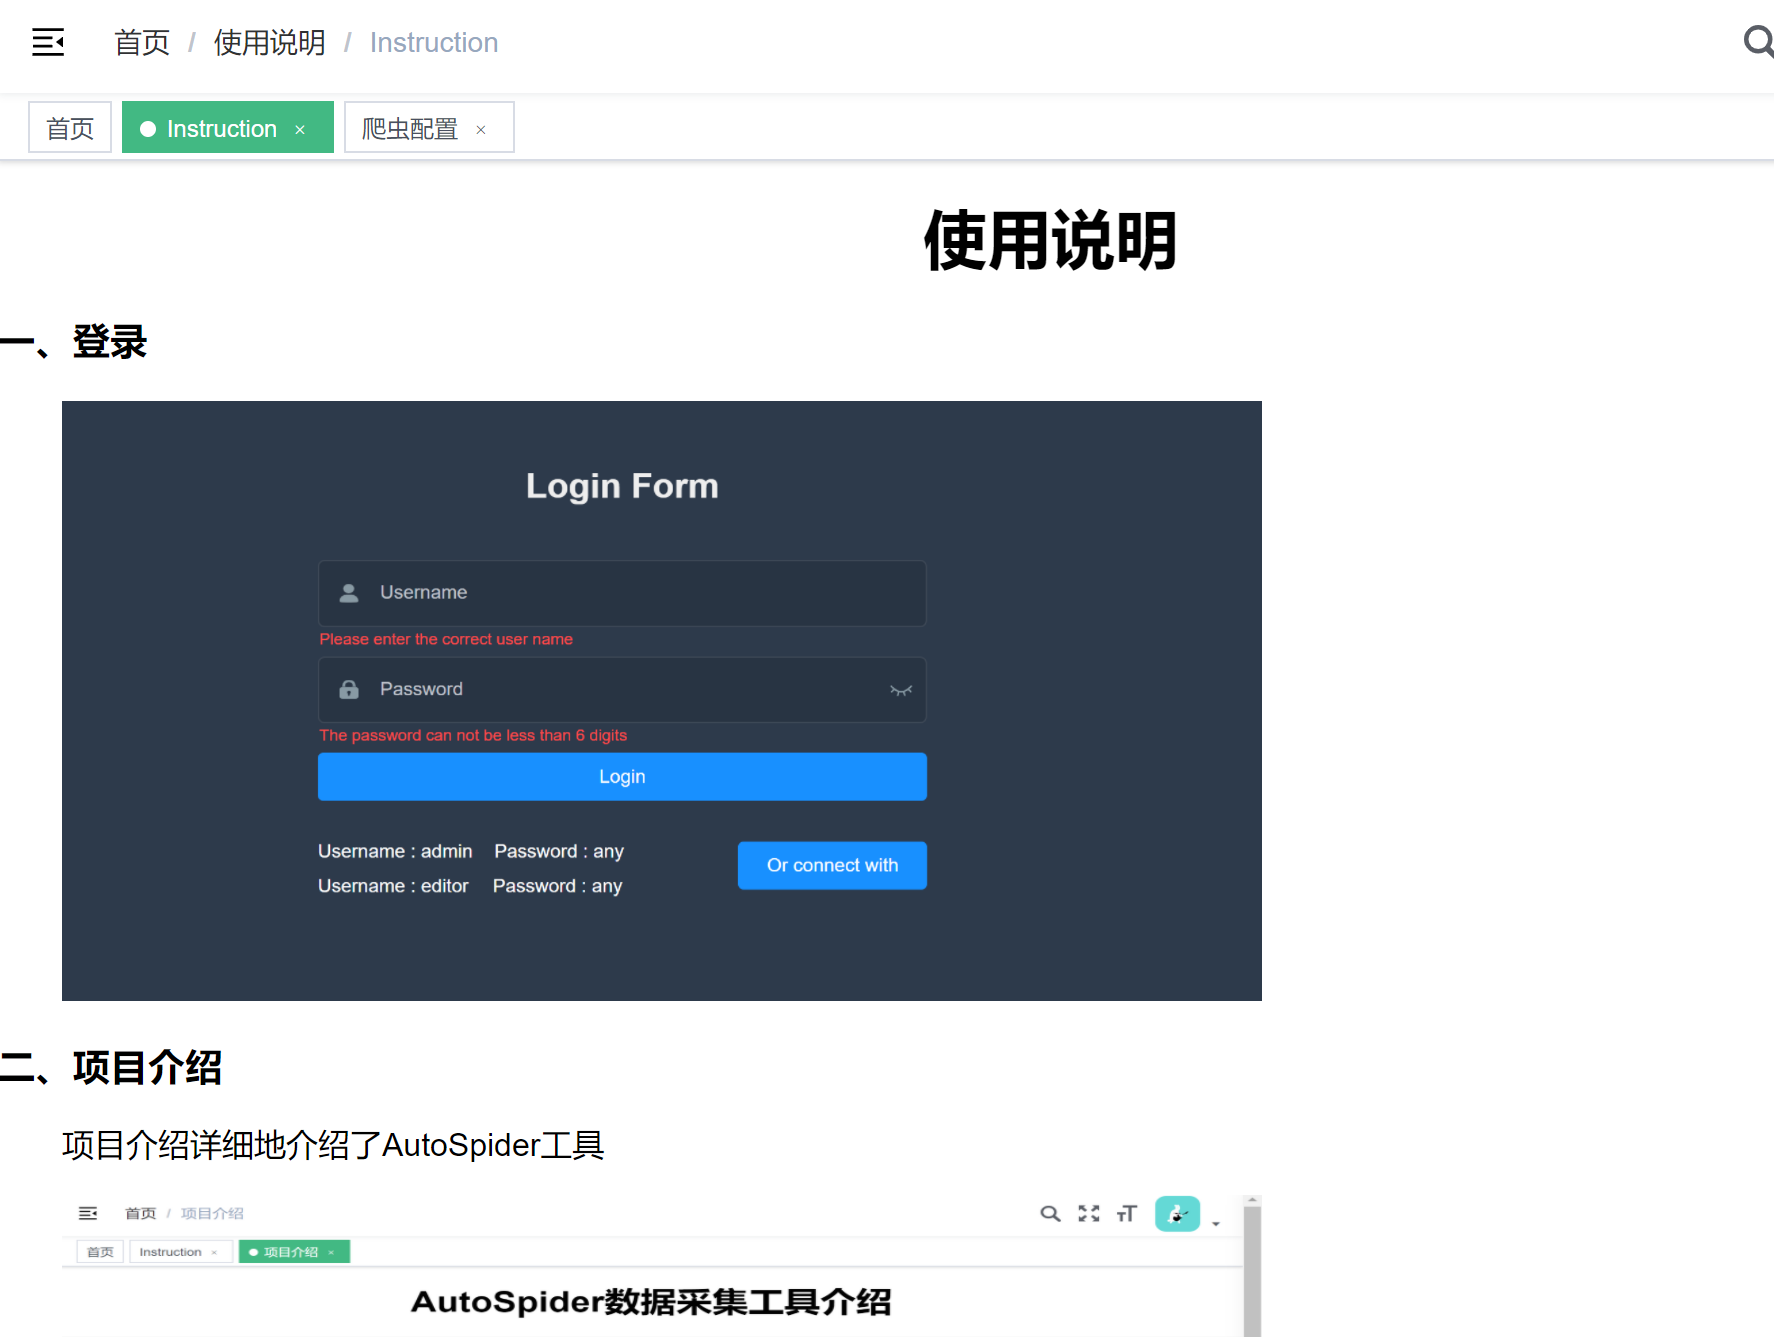 首页 / 使用说明 / Instruction
首页 Instruction × 爬虫配置 ×
使用说明
一、登录
Login Form
Username
Please enter the correct user name
Password
The password can not be less than 6 digits
Login
Username : admin Password : any
Or connect with
Username : editor Password : any
二、项目介绍
项目介绍详细地介绍了AutoSpider工具
首页 / 项目介绍
首页 Instruction × 项目介绍 ×
AutoSpider数据采集工具介绍